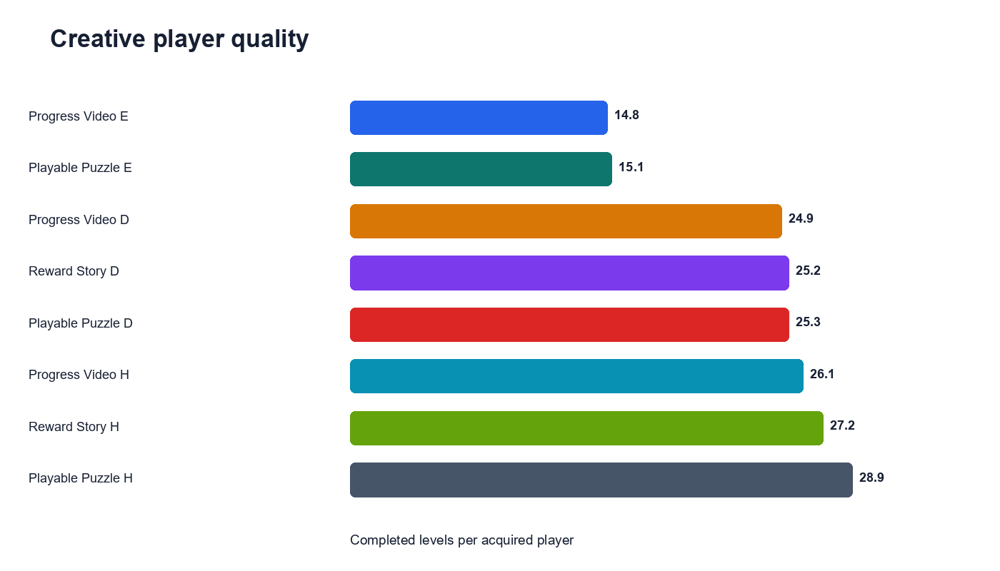 Creative player quality
Progress Video E 14.8
Playable Puzzle E 15.1
Progress Video D 24.9
Reward Story D 25.2
Playable Puzzle D 25.3
Progress Video H 26.1
Reward Story H 27.2
Playable Puzzle H 28.9
Completed levels per acquired player